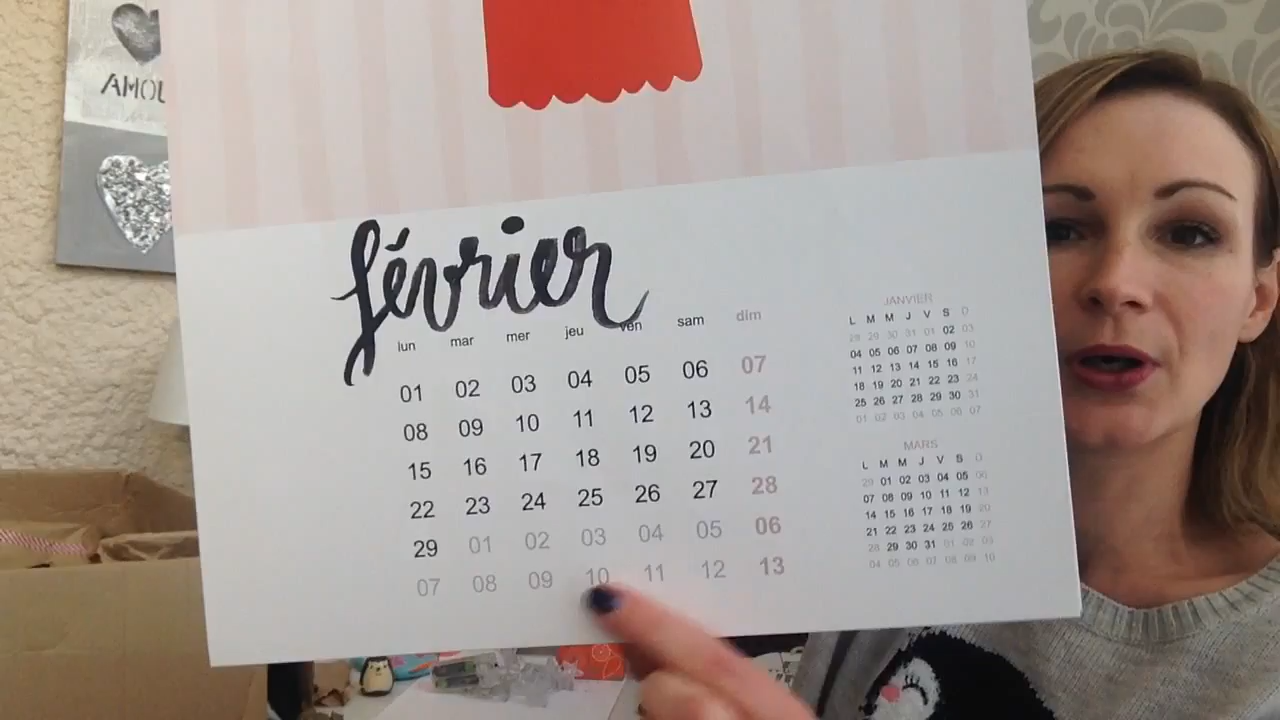 AMOU
février
lun mar mer jeu ven sam dim
01 02 03 04 05 06 07
08 09 10 11 12 13 14
15 16 17 18 19 20 21
22 23 24 25 26 27 28
29 01 02 03 04 05 06
07 08 09 10 11 12 13
JANVIER
L M M J V S D
28 29 30 31 01 02 03
04 05 06 07 08 09 10
11 12 13 14 15 16 17
18 19 20 21 22 23 24
25 26 27 28 29 30 31
01 02 03 04 05 06 07
MARS
L M M J V S D
29 01 02 03 04 05 06
07 08 09 10 11 12 13
14 15 16 17 18 19 20
21 22 23 24 25 26 27
28 29 30 31 01 02 03
04 05 06 07 08 09 10